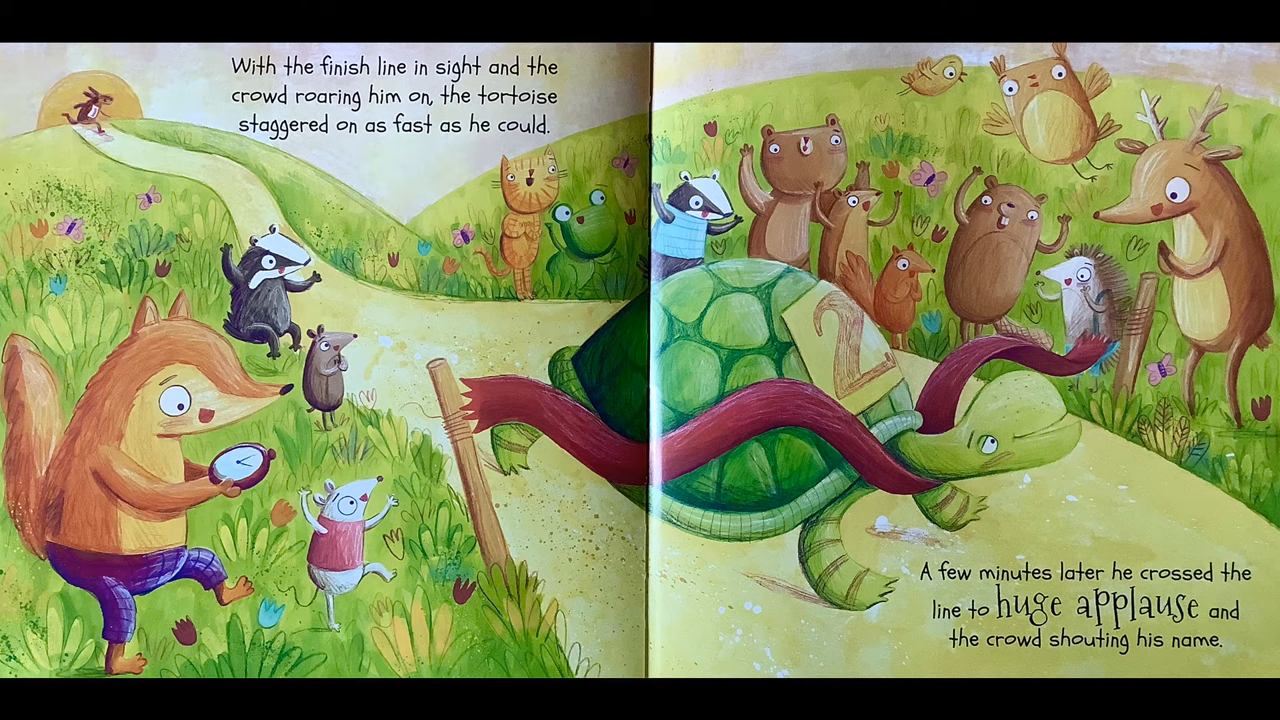 With the finish line in sight and the
crowd roaring him on, the tortoise
staggered on as fast as he could.
2
A few minutes later he crossed the
line to huge applause and
the crowd shouting his name.